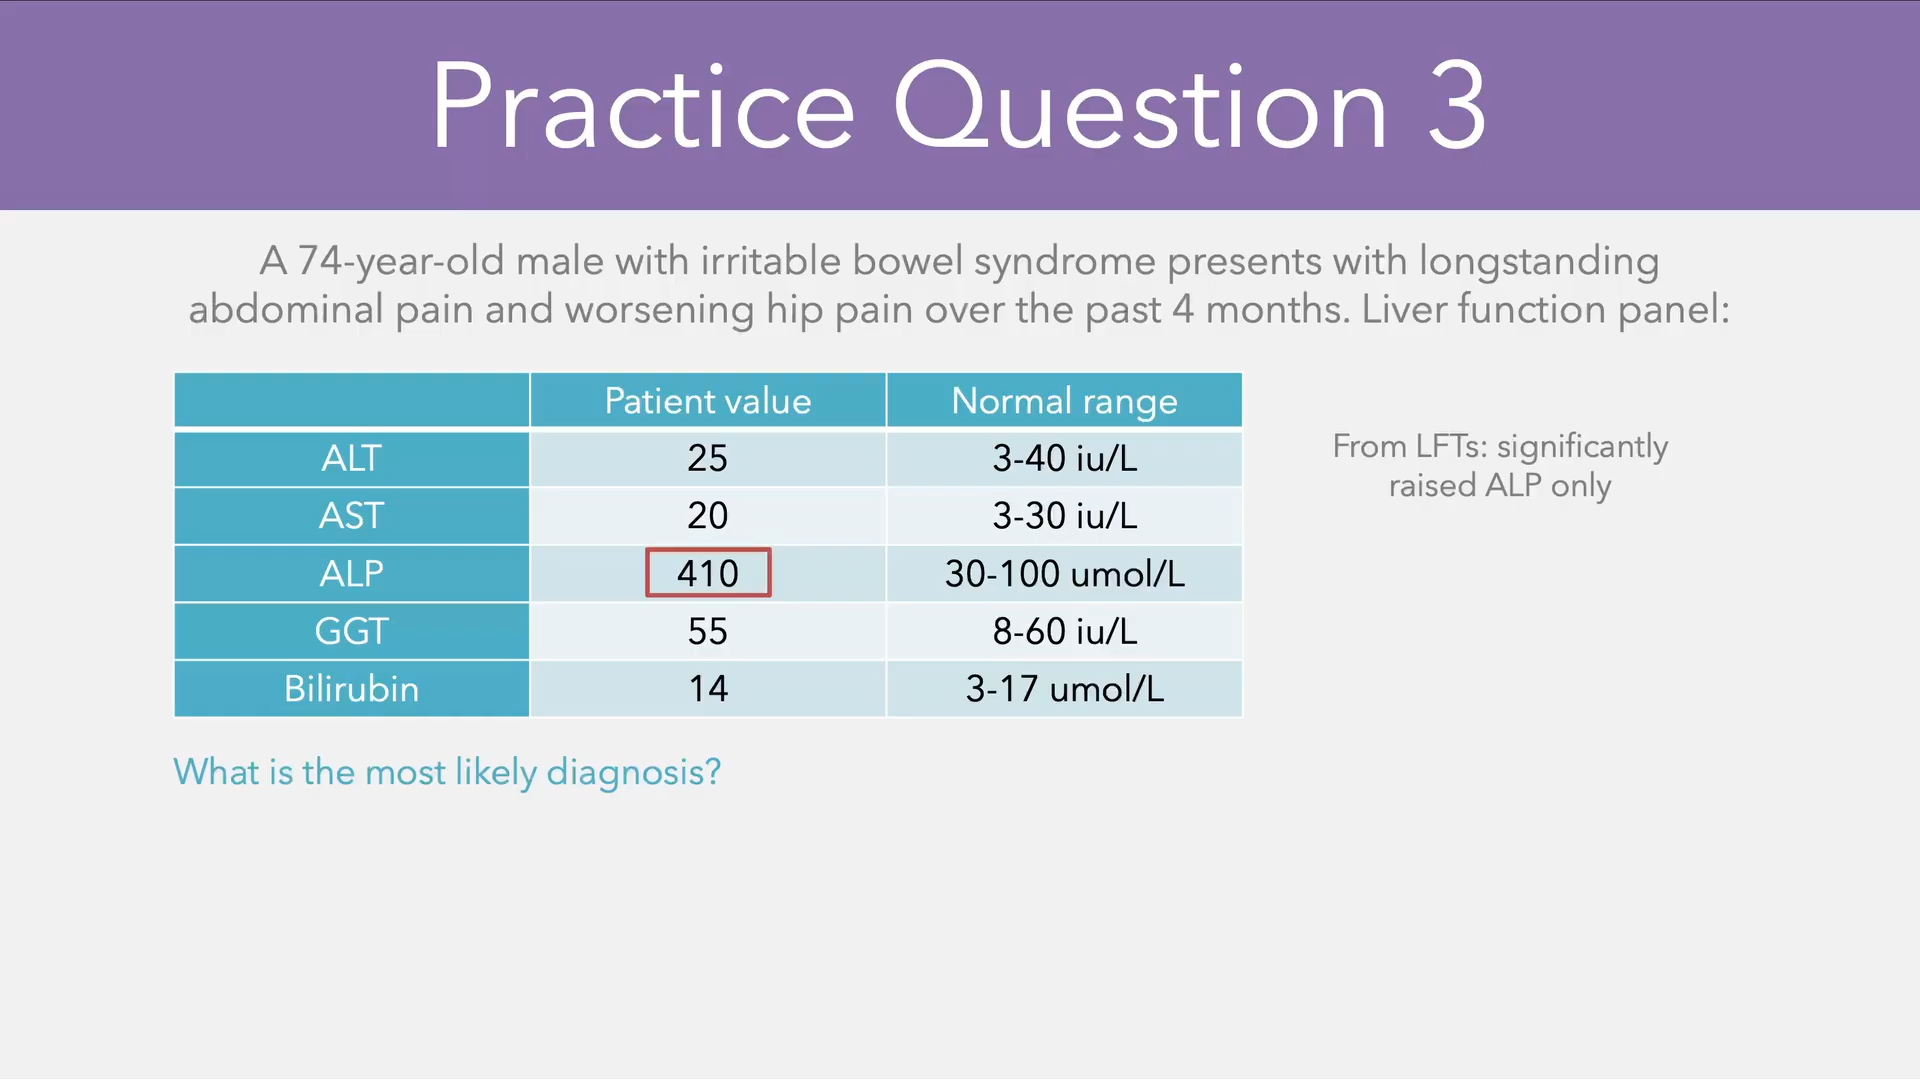 Practice Question 3
A 74-year-old male with irritable bowel syndrome presents with longstanding
abdominal pain and worsening hip pain over the past 4 months. Liver function panel:
Patient value Normal range
ALT 25 3-40 iu/L
AST 20 3-30 iu/L
ALP 410 30-100 umol/L
GGT 55 8-60 iu/L
Bilirubin 14 3-17 umol/L
From LFTs: significantly
raised ALP only
What is the most likely diagnosis?